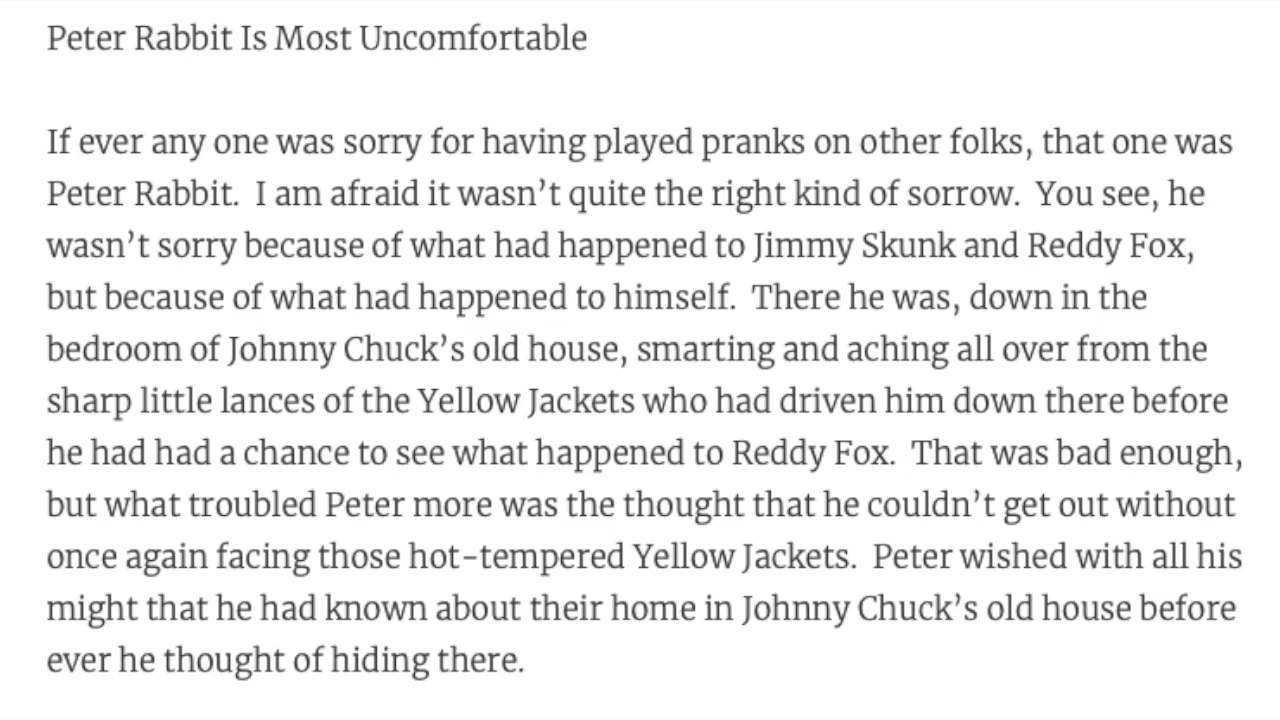 Peter Rabbit Is Most Uncomfortable
If ever any one was sorry for having played pranks on other folks, that one was
Peter Rabbit.  I am afraid it wasn’t quite the right kind of sorrow.  You see, he
wasn’t sorry because of what had happened to Jimmy Skunk and Reddy Fox,
but because of what had happened to himself.  There he was, down in the
bedroom of Johnny Chuck’s old house, smarting and aching all over from the
sharp little lances of the Yellow Jackets who had driven him down there before
he had had a chance to see what happened to Reddy Fox.  That was bad enough,
but what troubled Peter more was the thought that he couldn’t get out without
once again facing those hot-tempered Yellow Jackets.  Peter wished with all his
might that he had known about their home in Johnny Chuck’s old house before
ever he thought of hiding there.